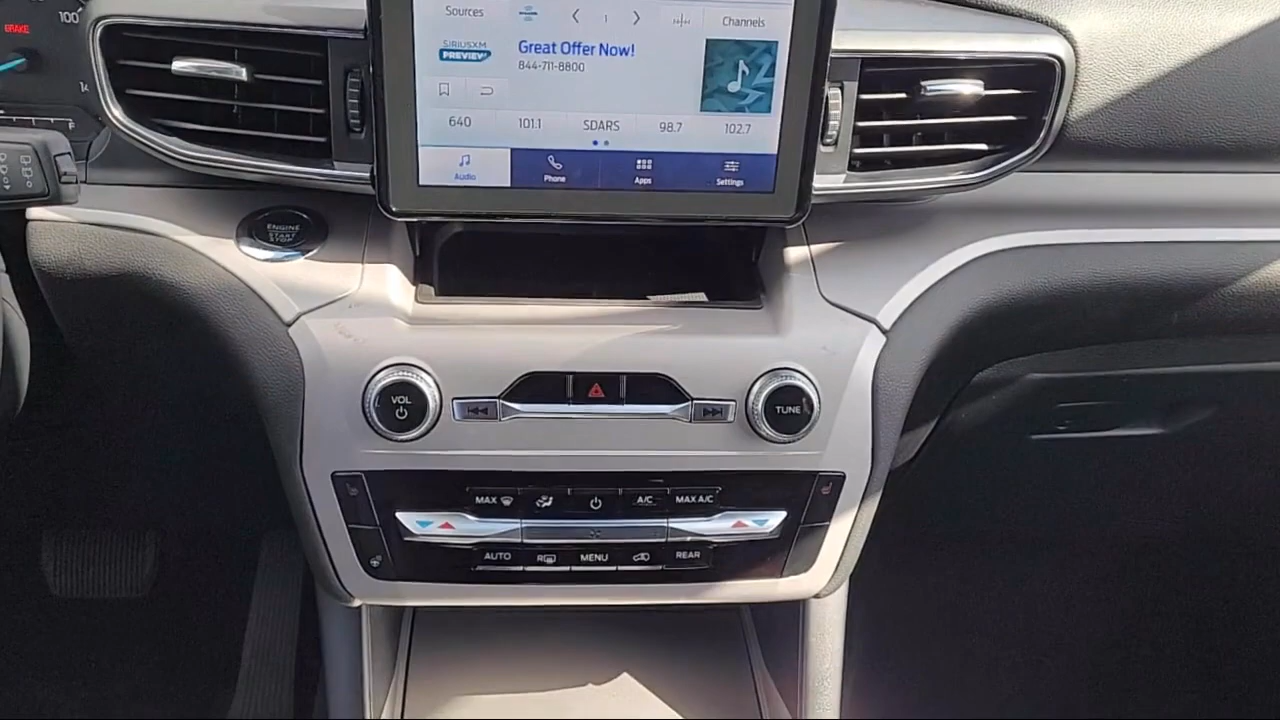 100
BRAKE
Sources
1
Channels
SIRIUSXM
PREVIEW
Great Offer Now!
844-711-8800
640
101.1
SDARS
98.7
102.7
Audio
Phone
Apps
Settings
F
ENGINE
START
STOP
VOL
TUNE
MAX
A/C
MAX A/C
AUTO
R
MENU
REAR